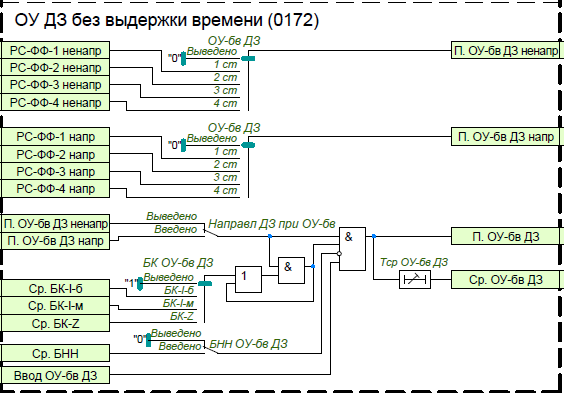 ОУ ДЗ без выдержки времени (0172)
ОУ-бв ДЗ
РС-ФФ-1 ненапр
"0"
Выведено
П. ОУ-бв ДЗ ненапр
РС-ФФ-2 ненапр
1 ст
РС-ФФ-3 ненапр
2 ст
3 ст
РС-ФФ-4 ненапр
4 ст
ОУ-бв ДЗ
РС-ФФ-1 напр
"0"
Выведено
П. ОУ-бв ДЗ напр
РС-ФФ-2 напр
1 ст
РС-ФФ-3 напр
2 ст
3 ст
РС-ФФ-4 напр
4 ст
П. ОУ-бв ДЗ ненапр
Выведено
Направл ДЗ при ОУ-бв
П. ОУ-бв ДЗ напр
Введено
&
П. ОУ-бв ДЗ
БК ОУ-бв ДЗ
&
Тср ОУ-бв ДЗ
"1"
Выведено
1
Ср. ОУ-бв ДЗ
Ср. БК-I-б
БК-I-б
Ср. БК-I-м
БК-I-м
Ср. БК-Z
БК-Z
"0"
Выведено
Ср. БНН
Введено
БНН ОУ-бв ДЗ
Ввод ОУ-бв ДЗ